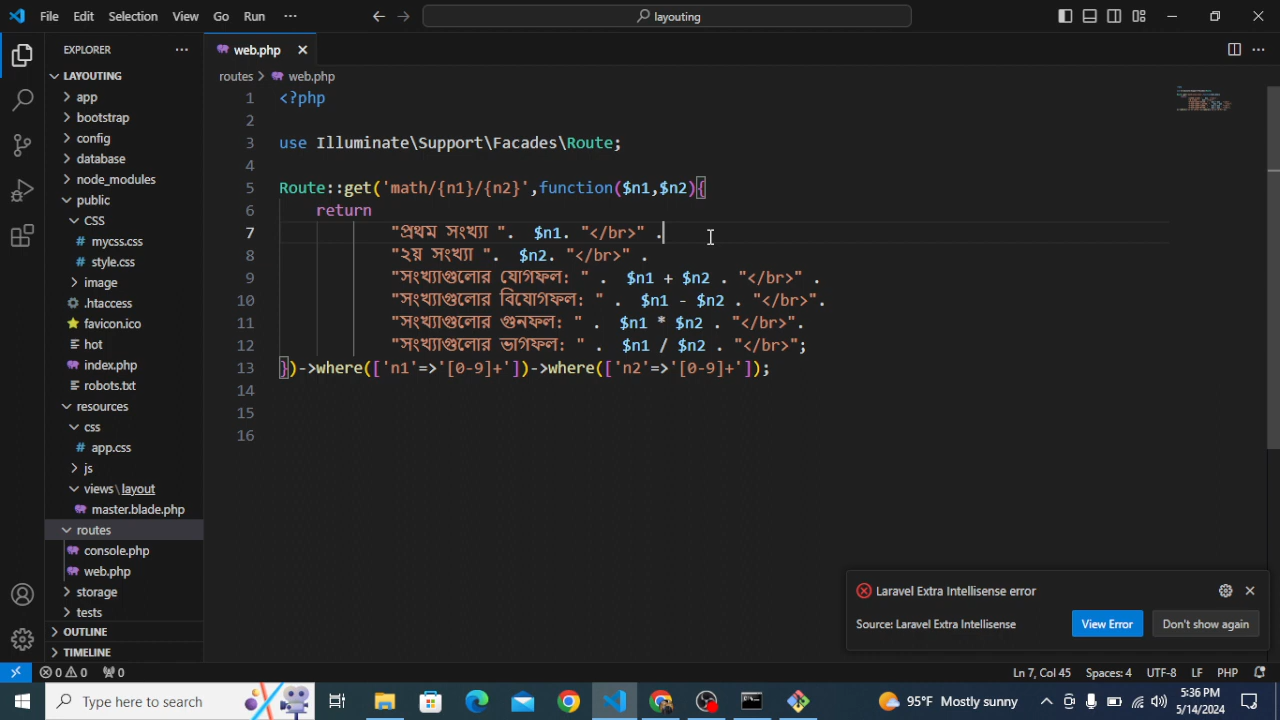 File Edit Selection View Go Run ··· layouting
EXPLORER
LAYOUTING
app
bootstrap
config
database
node_modules
public
CSS
mycss.css
style.css
image
.htaccess
favicon.ico
hot
index.php
robots.txt
resources
css
app.css
js
views\layout
master.blade.php
routes
console.php
web.php
storage
tests
OUTLINE
TIMELINE
web.php
routes > web.php
1 <?php
2
3 use Illuminate\Support\Facades\Route;
4
5 Route::get('math/{n1}/{n2}',function($n1,$n2){
6 return
7 "প্রথম সংখ্যা ". $n1. "</br>" .
8 "২য় সংখ্যা ". $n2. "</br>" .
9 "সংখ্যাগুলোর যোগফল: " . $n1 + $n2 . "</br>" .
10 "সংখ্যাগুলোর বিযোগফল: " . $n1 - $n2 . "</br>".
11 "সংখ্যাগুলোর গুনফল: " . $n1 * $n2 . "</br>".
12 "সংখ্যাগুলোর ভাগফল: " . $n1 / $n2 . "</br>";
13 })->where(['n1'=>'[0-9]+'])->where(['n2'=>'[0-9]+']);
14
15
16
Laravel Extra Intellisense error
Source: Laravel Extra Intellisense View Error Don't show again
0 0 0 Ln 7, Col 45 Spaces: 4 UTF-8 LF PHP
Type here to search 95°F Mostly sunny 5:36 PM
5/14/2024